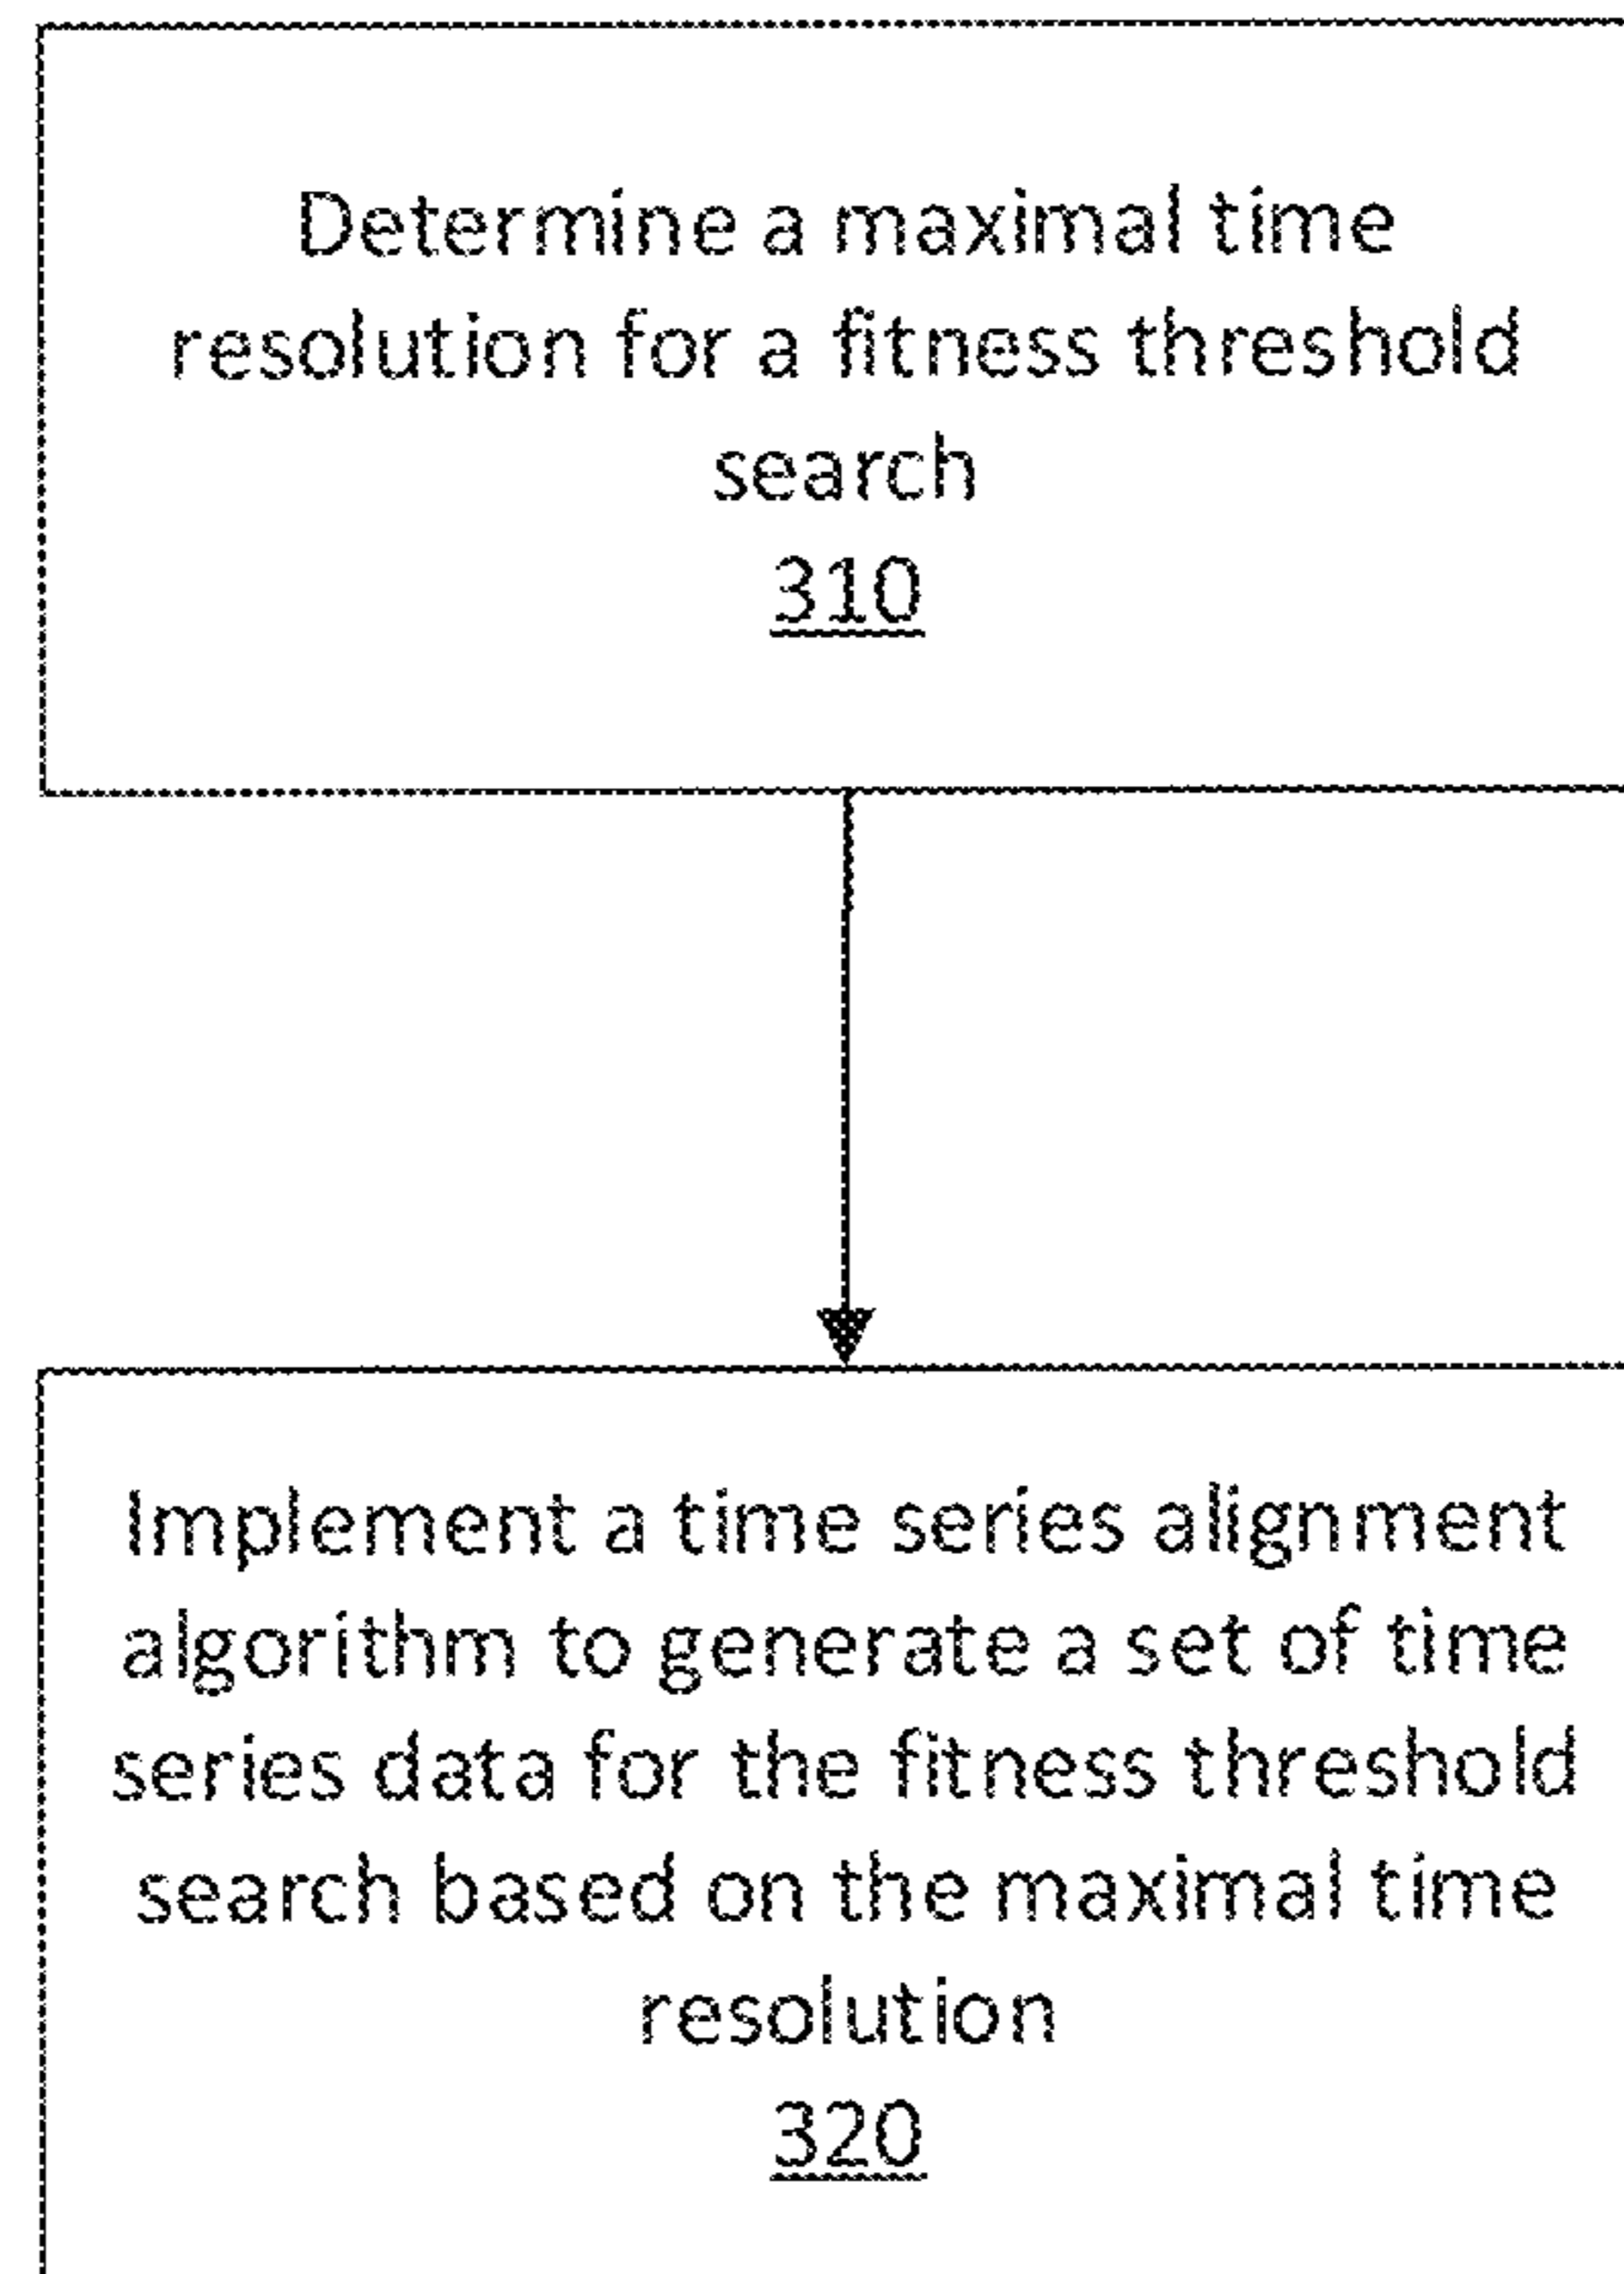 Determine a maximal time
resolution for a fitness threshold
search
310
Implement a time series alignment
algorithm to generate a set of time
series data for the fitness threshold
search based on the maximal time
resolution
320